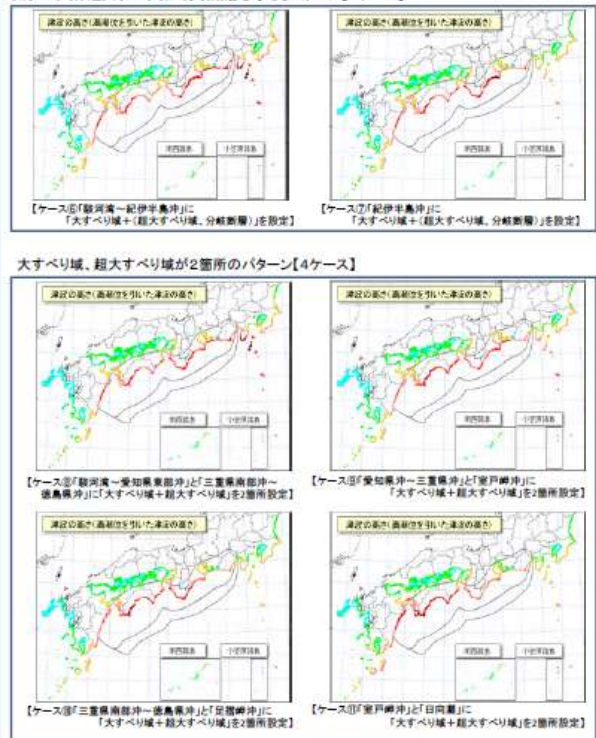 津波の高さ(満潮位を引いた津波の高さ)
津波の高さ(満潮位を引いた津波の高さ)
南西諸島
小笠原諸島
南西諸島
小笠原諸島
【ケース⑥「駿河湾~紀伊半島沖」に
「大すべり域+(超大すべり域、分岐断層)」を設定】
【ケース⑦「紀伊半島沖」に
「大すべり域+(超大すべり域、分岐断層)」を設定】
大すべり域、超大すべり域が2箇所のパターン【4ケース】
津波の高さ(満潮位を引いた津波の高さ)
津波の高さ(満潮位を引いた津波の高さ)
南西諸島
小笠原諸島
南西諸島
小笠原諸島
【ケース⑧「駿河湾~愛知県東部沖」と「三重県南部沖~
徳島県沖」に「大すべり域+超大すべり域」を2箇所設定】
【ケース⑨「愛知県沖~三重県沖」と「室戸岬沖」に
「大すべり域+超大すべり域」を2箇所設定】
津波の高さ(満潮位を引いた津波の高さ)
津波の高さ(満潮位を引いた津波の高さ)
南西諸島
小笠原諸島
南西諸島
小笠原諸島
【ケース⑩「三重県南部沖~徳島県沖」と「足摺岬沖」に
「大すべり域+超大すべり域」を2箇所設定】
【ケース⑪「室戸岬沖」と「日向灘」に
「大すべり域+超大すべり域」を2箇所設定】